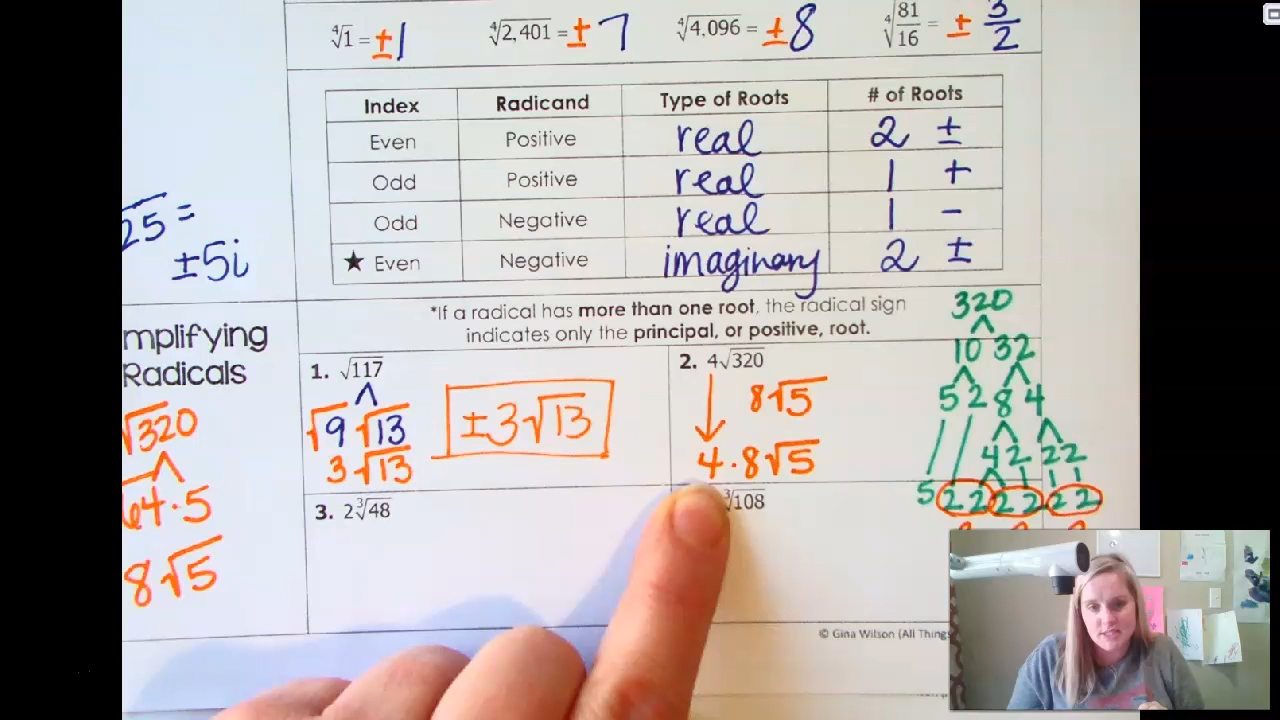 ∜1 = ±1 ∜2,401 = ±7 ∜4,096 = ±8 ∜(81/16) = ± 3/2
Index Radicand Type of Roots # of Roots
Even Positive real 2 ±
Odd Positive real 1 +
Odd Negative real 1 −
★ Even Negative imaginary 2 ±
25 =
±5i
*If a radical has more than one root, the radical sign
indicates only the principal, or positive, root.
mplifying
Radicals
√320
64·5
8√5
1. √117
√9 √13
3√13
±3√13
2. 4√320
8√5
4·8√5
320
10 32
5 2 8 4
4 2 2 2
5 2 2 2 2 2 2
3. 2∛48
∛108
© Gina Wilson (All Things